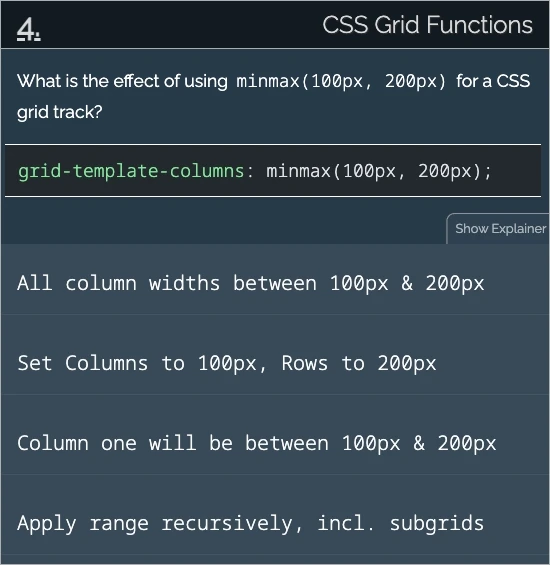 4.
CSS Grid Functions
What is the effect of using minmax(100px, 200px) for a CSS
grid track?
grid-template-columns: minmax(100px, 200px);
Show Explainer
All column widths between 100px & 200px
Set Columns to 100px, Rows to 200px
Column one will be between 100px & 200px
Apply range recursively, incl. subgrids